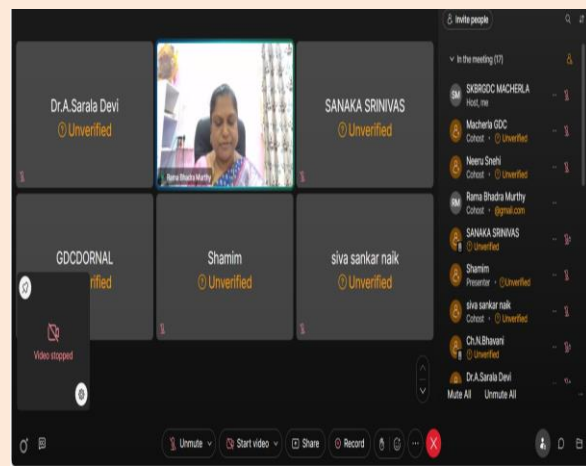 Dr.A.Sarala Devi
Unverified
Rama Bhadra Murthy
SANAKA SRINIVAS
Unverified
GDCDORNAL
rified
Shamim
Unverified
siva sankar naik
Unverified
Video stopped
Unmute
Start video
Share
Record
Invite people
In the meeting (17)
SM
SKBRGDC MACHERLA
Host, me
Macherla GDC
Cohost • Unverified
Neeru Snehi
Cohost • Unverified
RM
Rama Bhadra Murthy
Cohost • @gmail.com
SANAKA SRINIVAS
Unverified
Shamim
Presenter • Unverified
siva sankar naik
Cohost • Unverified
Ch.N.Bhavani
Unverified
Dr.A.Sarala Devi
Mute All Unmute All